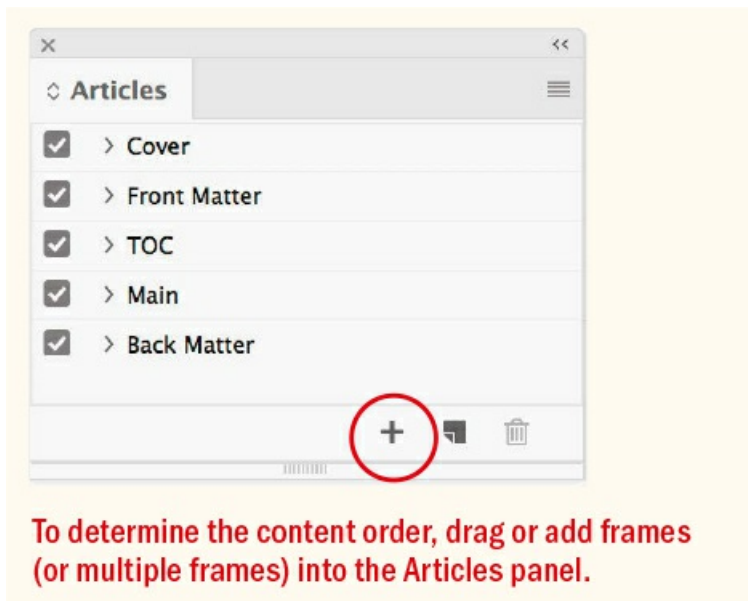 Articles
Cover
Front Matter
TOC
Main
Back Matter
To determine the content order, drag or add frames
(or multiple frames) into the Articles panel.